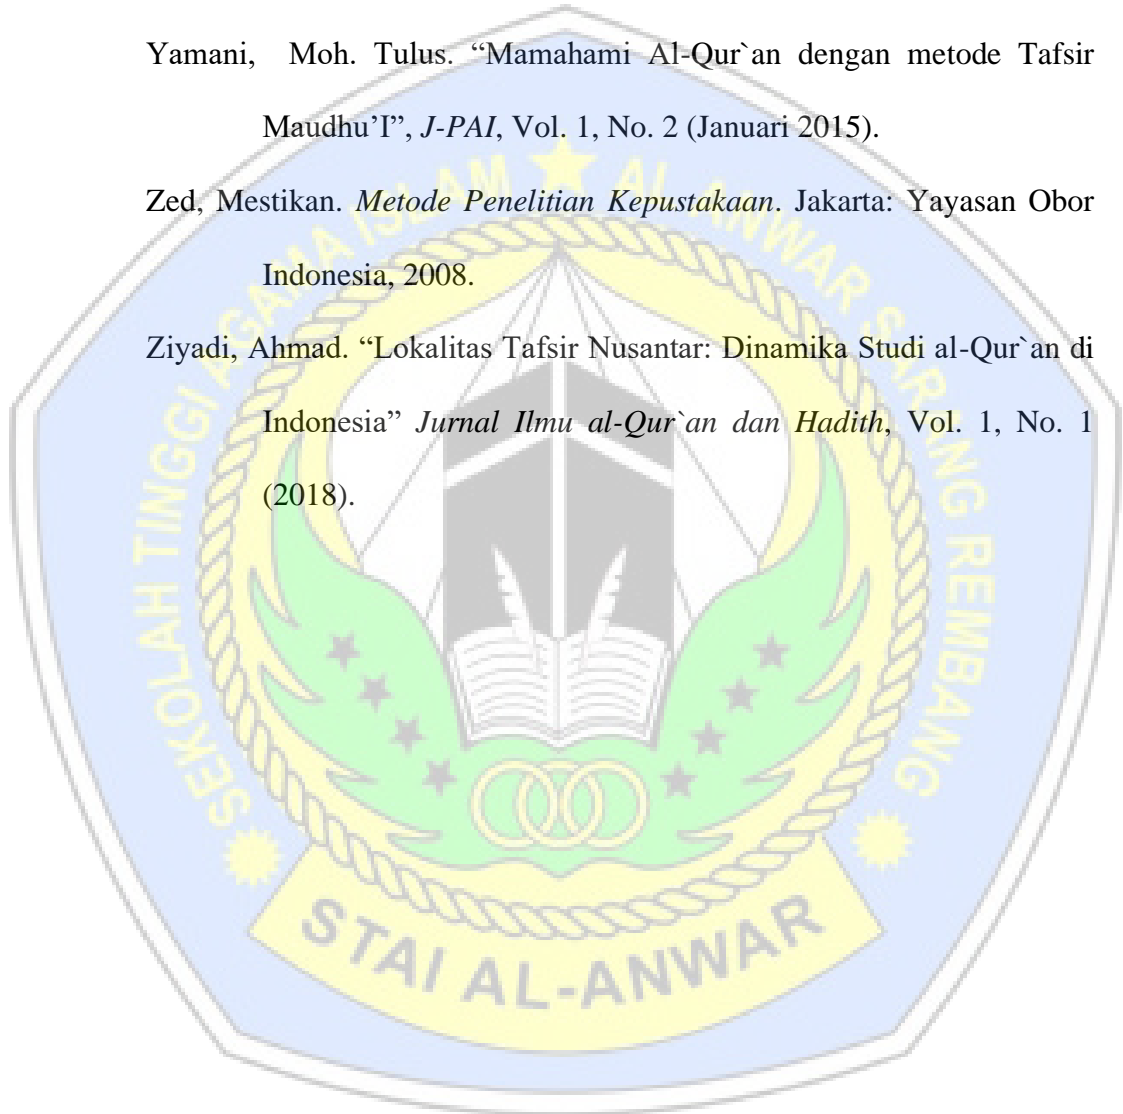 Yamani, Moh. Tulus. “Mamahami Al-Qur`an dengan metode Tafsir
Maudhu’I”, J-PAI, Vol. 1, No. 2 (Januari 2015).
Zed, Mestikan. Metode Penelitian Kepustakaan. Jakarta: Yayasan Obor
Indonesia, 2008.
Ziyadi, Ahmad. “Lokalitas Tafsir Nusantar: Dinamika Studi al-Qur`an di
Indonesia” Jurnal Ilmu al-Qur`an dan Hadith, Vol. 1, No. 1
(2018).
SEKOLAH TINGGI AGAMA ISLAM ★ AL-ANWAR SARANG REMBANG
STAI AL-ANWAR